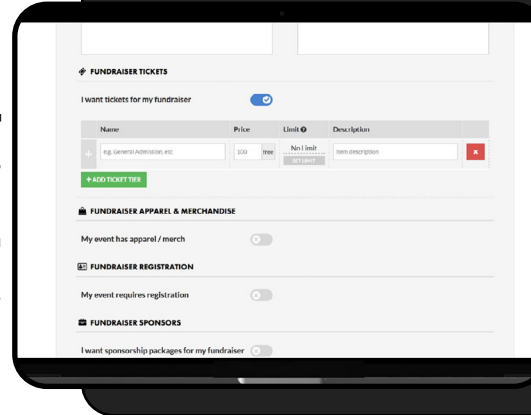 FUNDRAISER TICKETS
I want tickets for my fundraiser
Name Price Limit Description
e.g. General Admission, etc 100 free No Limit Item description
SET LIMIT
+ ADD TICKET TIER
FUNDRAISER APPAREL & MERCHANDISE
My event has apparel / merch
FUNDRAISER REGISTRATION
My event requires registration
FUNDRAISER SPONSORS
I want sponsorship packages for my fundraiser